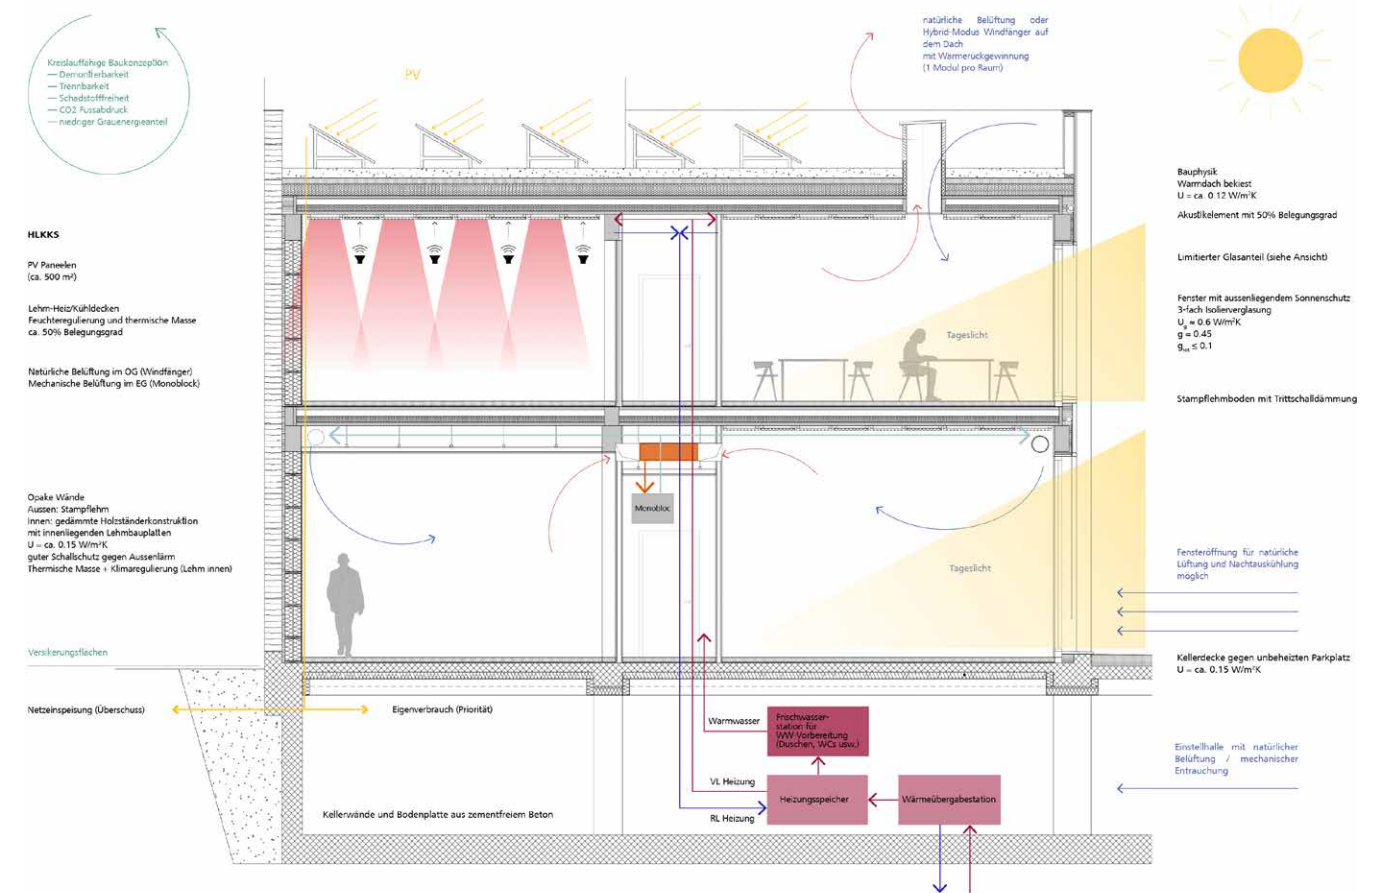 Kreislauffähige Baukonzeption:
— Demontierbarkeit
— Trennbarkeit
— Schadstofffreiheit
— CO2 Fussabdruck
— niedriger Grauenergieanteil
PV
natürliche Belüftung oder
Hybrid-Modus Windfänger auf
dem Dach
mit Wärmerückgewinnung
(1 Modul pro Raum)
HLKKS
PV Paneelen
(ca. 500 m²)
Lehm-Heiz/Kühldecken
Feuchteregulierung und thermische Masse
ca. 50% Belegungsgrad
Natürliche Belüftung im OG (Windfänger)
Mechanische Belüftung im EG (Monoblock)
Opake Wände
Aussen: Stampflehm
Innen: gedämmte Holzständerkonstruktion
mit innenliegenden Lehmbauplatten
U = ca. 0.15 W/m²K
guter Schallschutz gegen Aussenlärm
Thermische Masse + Klimaregulierung (Lehm innen)
Versikerungsflächen
Netzeinspeisung (Überschuss)
Eigenverbrauch (Priorität)
Tageslicht
Monobloc
Tageslicht
Warmwasser
Frischwasser-
station für
WW-Vorbereitung
(Duschen, WCs usw.)
VL Heizung
Heizungsspeicher
Wärmeübergabestation
RL Heizung
Kellerwände und Bodenplatte aus zementfreiem Beton
Bauphysik
Warmdach bekiest
U = ca. 0.12 W/m²K
Akustikelement mit 50% Belegungsgrad
Limitierter Glasanteil (siehe Ansicht)
Fenster mit aussenliegendem Sonnenschutz
3-fach Isolierverglasung
Ug = 0.6 W/m²K
g = 0.45
gtot ≤ 0.1
Stampflehmboden mit Trittschalldämmung
Fensteröffnung für natürliche
Lüftung und Nachtauskühlung
möglich
Kellerdecke gegen unbeheizten Parkplatz
U = ca. 0.15 W/m²K
Einstellhalle mit natürlicher
Belüftung / mechanischer
Entrauchung